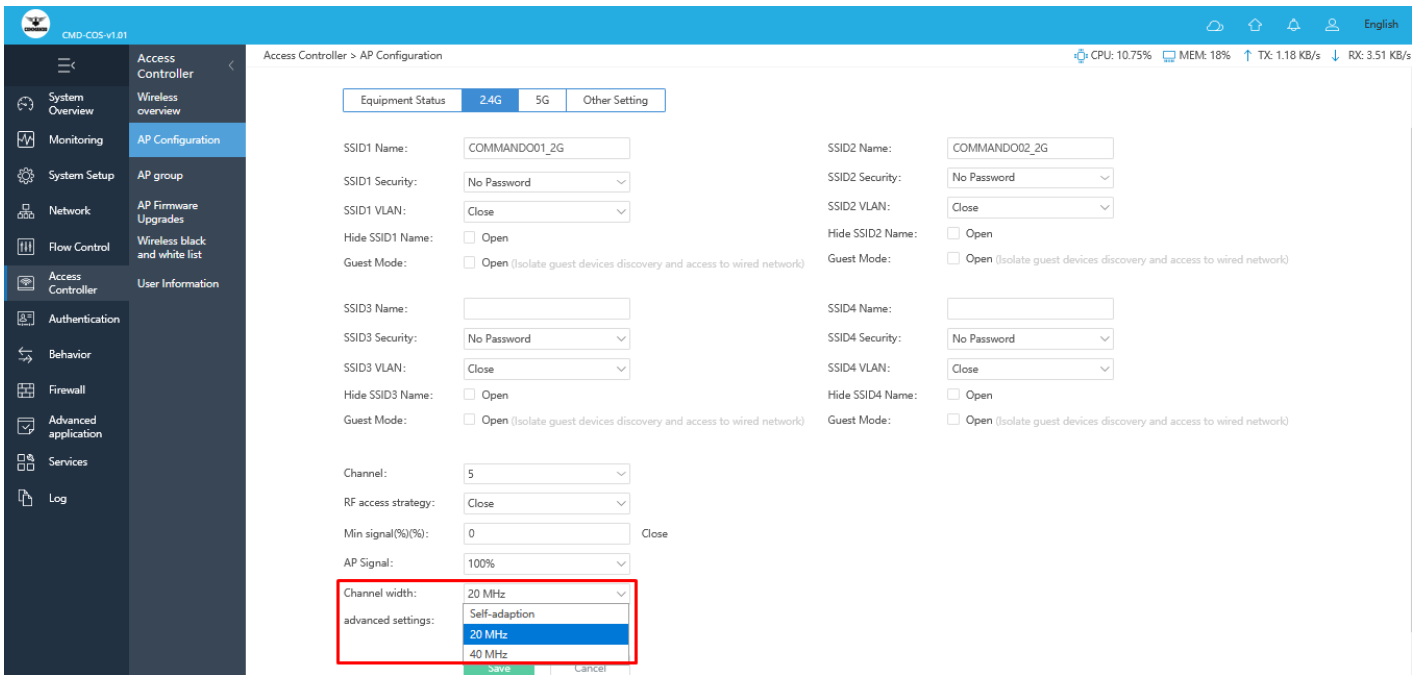 COMMANDO
CMD-COS-v1.01
English
Access Controller > AP Configuration
CPU: 10.75% MEM: 18% ↑ TX: 1.18 KB/s ↓ RX: 3.51 KB/s
System Overview
Monitoring
System Setup
Network
Flow Control
Access Controller
Authentication
Behavior
Firewall
Advanced application
Services
Log
Access Controller
Wireless overview
AP Configuration
AP group
AP Firmware Upgrades
Wireless black and white list
User Information
Equipment Status 2.4G 5G Other Setting
SSID1 Name: COMMANDO01_2G
SSID1 Security: No Password
SSID1 VLAN: Close
Hide SSID1 Name: Open
Guest Mode: Open (Isolate guest devices discovery and access to wired network)
SSID2 Name: COMMANDO02_2G
SSID2 Security: No Password
SSID2 VLAN: Close
Hide SSID2 Name: Open
Guest Mode: Open (Isolate guest devices discovery and access to wired network)
SSID3 Name:
SSID3 Security: No Password
SSID3 VLAN: Close
Hide SSID3 Name: Open
Guest Mode: Open (Isolate guest devices discovery and access to wired network)
SSID4 Name:
SSID4 Security: No Password
SSID4 VLAN: Close
Hide SSID4 Name: Open
Guest Mode: Open (Isolate guest devices discovery and access to wired network)
Channel: 5
RF access strategy: Close
Min signal(%)(%): 0 Close
AP Signal: 100%
Channel width: 20 MHz
advanced settings:
Self-adaption
20 MHz
40 MHz
Save Cancel